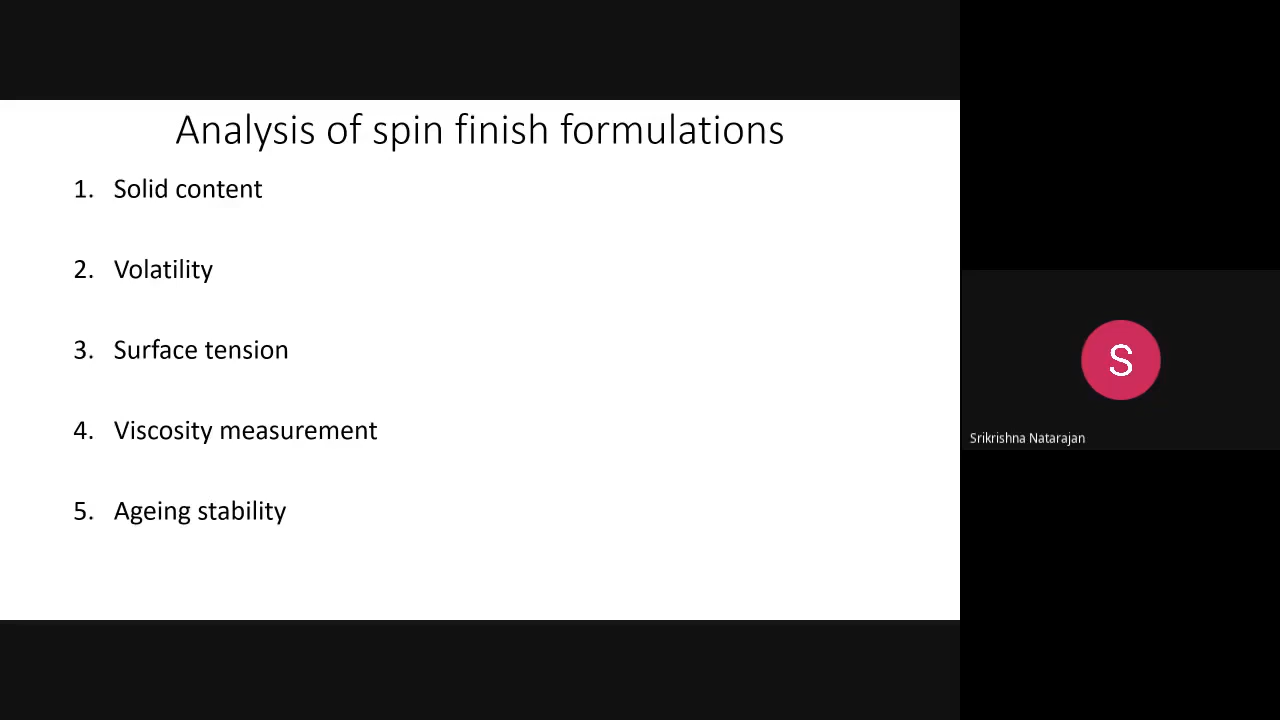 Analysis of spin finish formulations
1. Solid content
2. Volatility
3. Surface tension
4. Viscosity measurement
5. Ageing stability
S
Srikrishna Natarajan